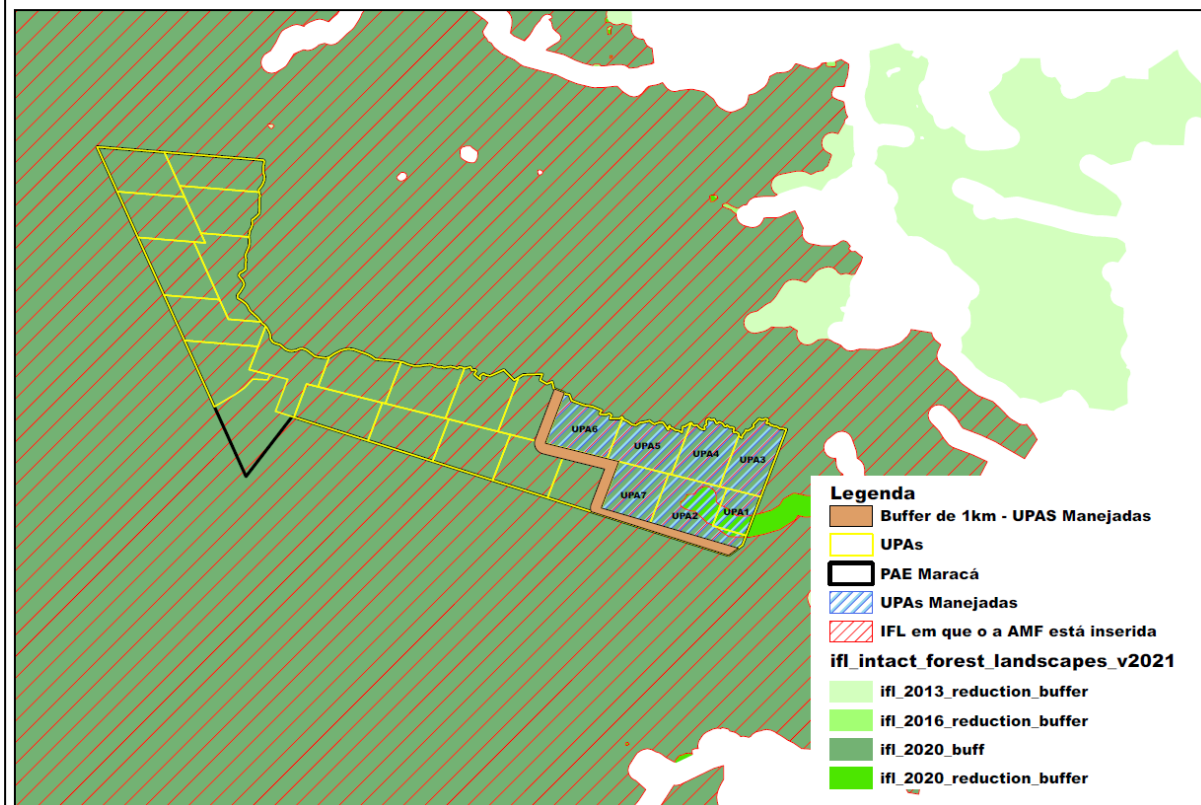 UPA6
UPA5
UPA4
UPA3
UPA7
UPA2
UPA1
Legenda
Buffer de 1km - UPAS Manejadas
UPAs
PAE Maracá
UPAs Manejadas
IFL em que o a AMF está inserida
ifl_intact_forest_landscapes_v2021
ifl_2013_reduction_buffer
ifl_2016_reduction_buffer
ifl_2020_buff
ifl_2020_reduction_buffer